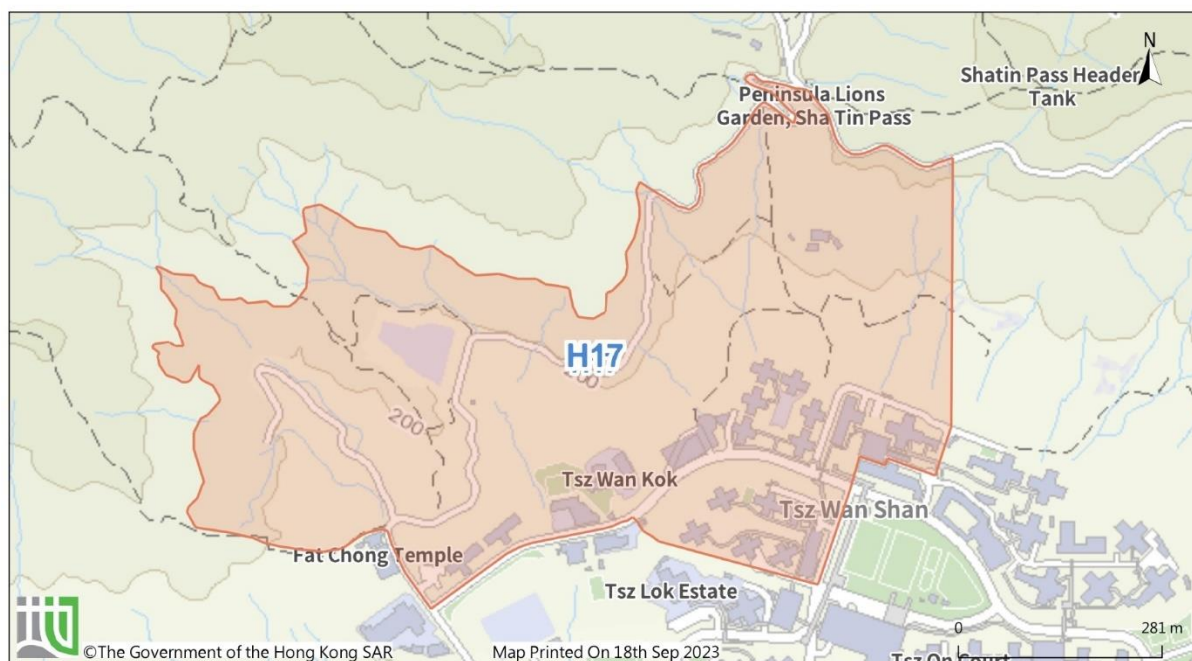 N
Shatin Pass Header
Tank
Peninsula Lions
Garden, Sha Tin Pass
H17
200
Tsz Wan Kok
Tsz Wan Shan
Fat Chong Temple
Tsz Lok Estate
0
281 m
©The Government of the Hong Kong SAR
Map Printed On 18th Sep 2023